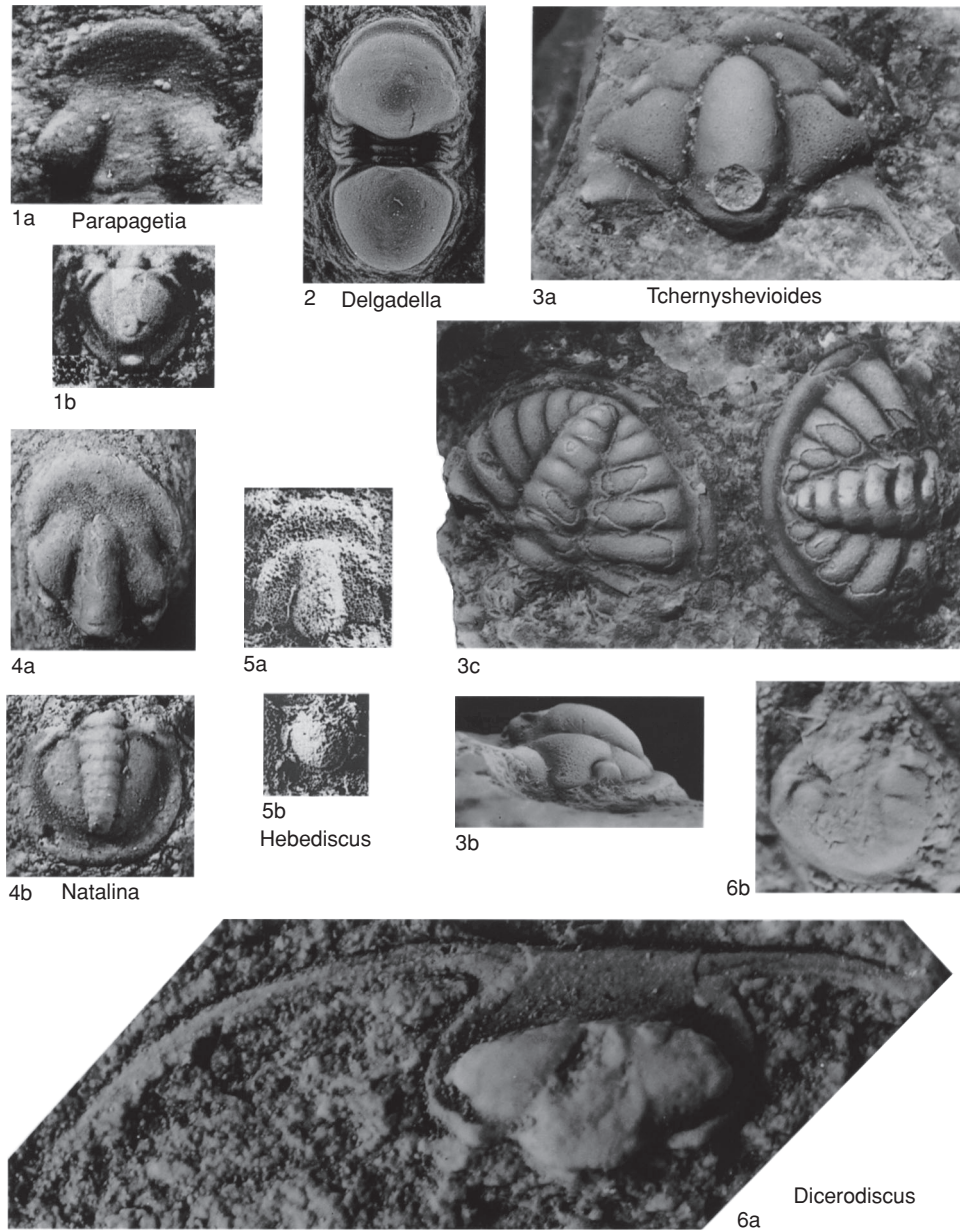 1a Parapagetia
2 Delgadella
3a Tchernyshevioides
1b
4a
5a
3c
5b
Hebediscus
3b
4b Natalina
6b
Dicerodiscus
6a